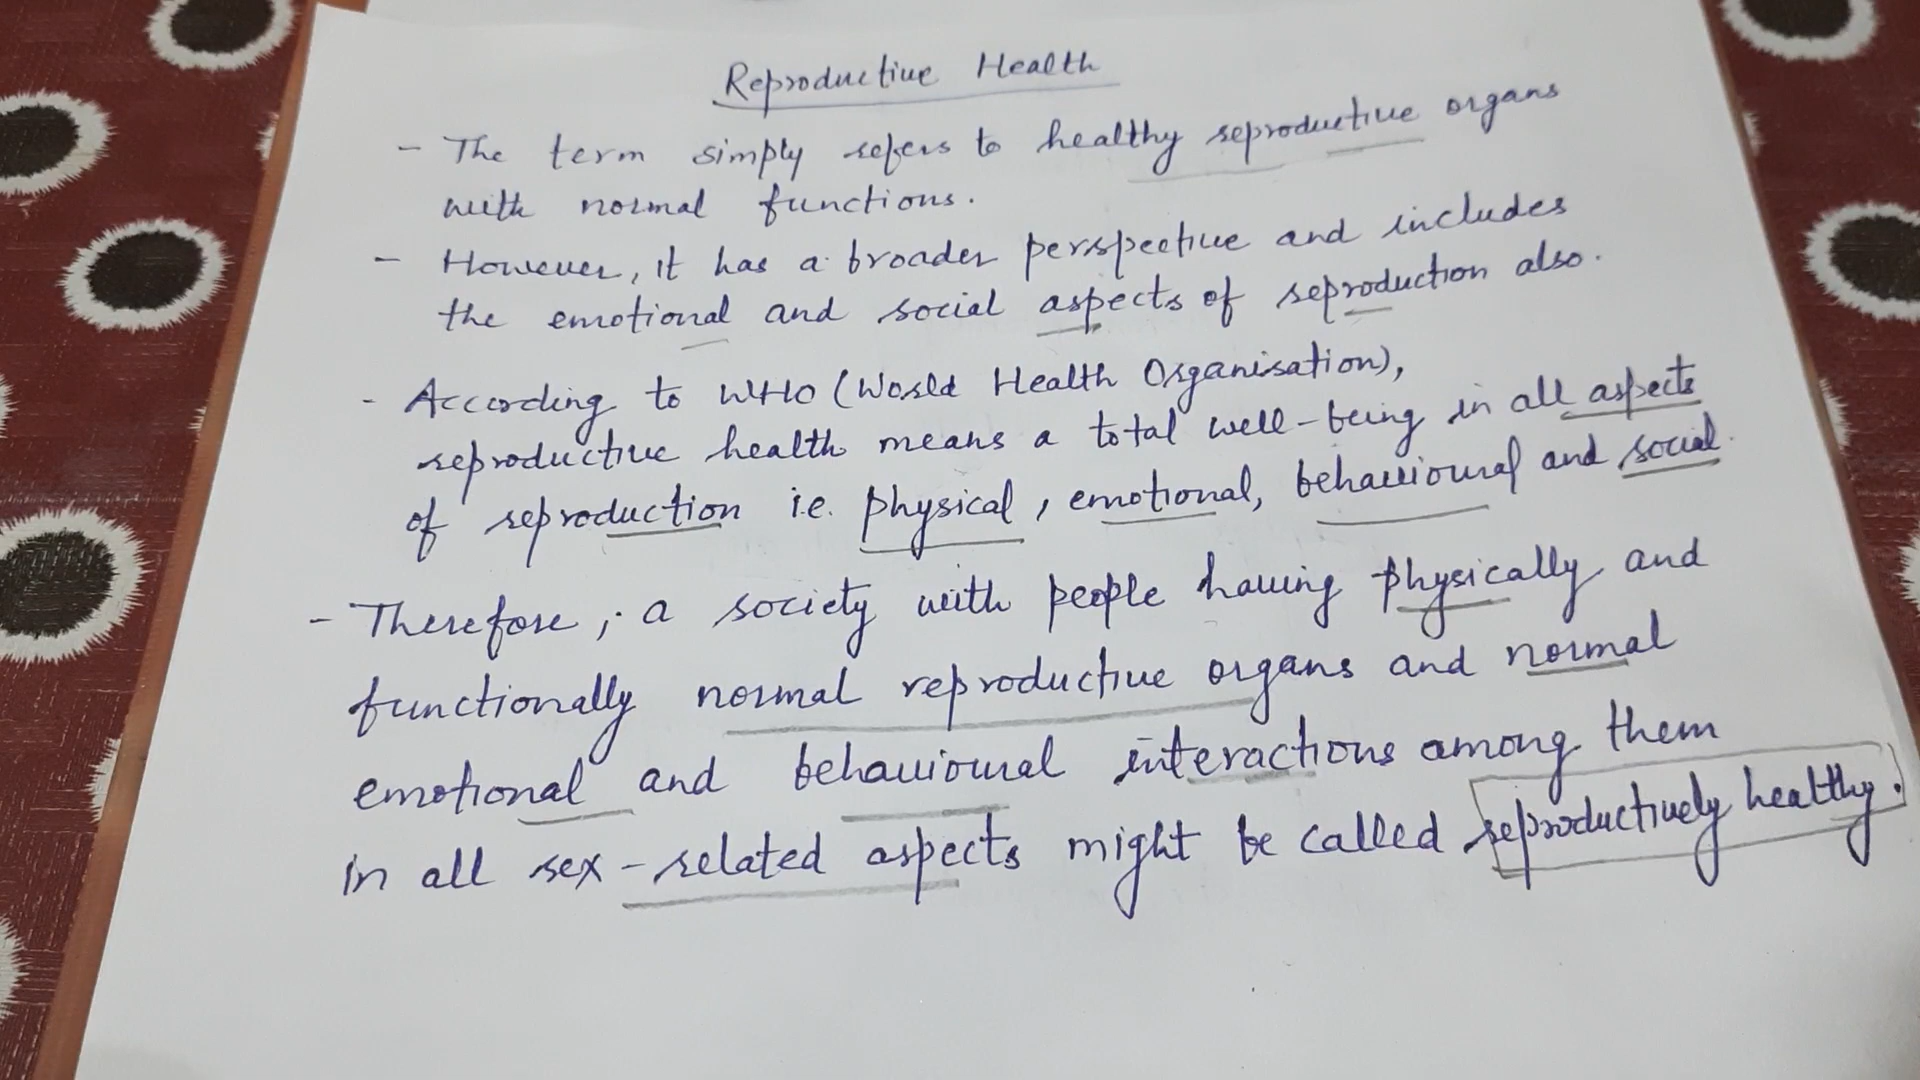 Reproductive Health
- The term simply refers to healthy reproductive organs
with normal functions.
- However, it has a broader perspective and includes
the emotional and social aspects of reproduction also.
- According to WHO (World Health Organisation),
reproductive health means a total well-being in all aspects
of reproduction i.e. physical, emotional, behavioural and social.
- Therefore, a society with people having physically and
functionally normal reproductive organs and normal
emotional and behavioural interactions among them
in all sex-related aspects might be called reproductively healthy.